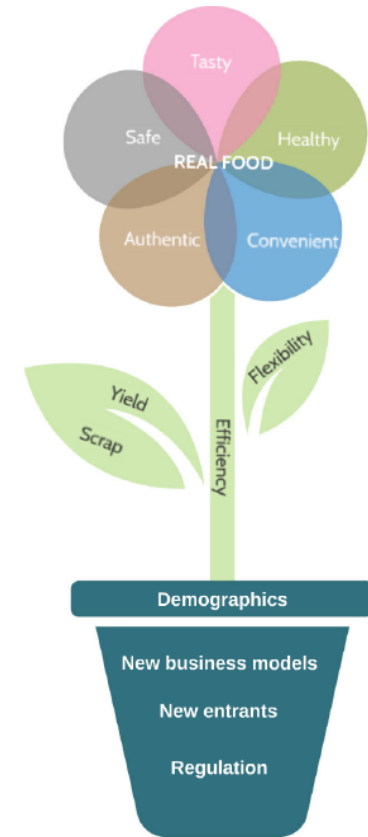 Tasty
Safe
Healthy
REAL FOOD
Authentic
Convenient
Flexibility
Yield
Scrap
Efficiency
Demographics
New business models
New entrants
Regulation